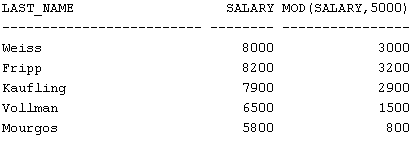 LAST_NAME SALARY MOD(SALARY,5000)
------------------------- ---------- ----------------
Weiss 8000 3000
Fripp 8200 3200
Kaufling 7900 2900
Vollman 6500 1500
Mourgos 5800 800